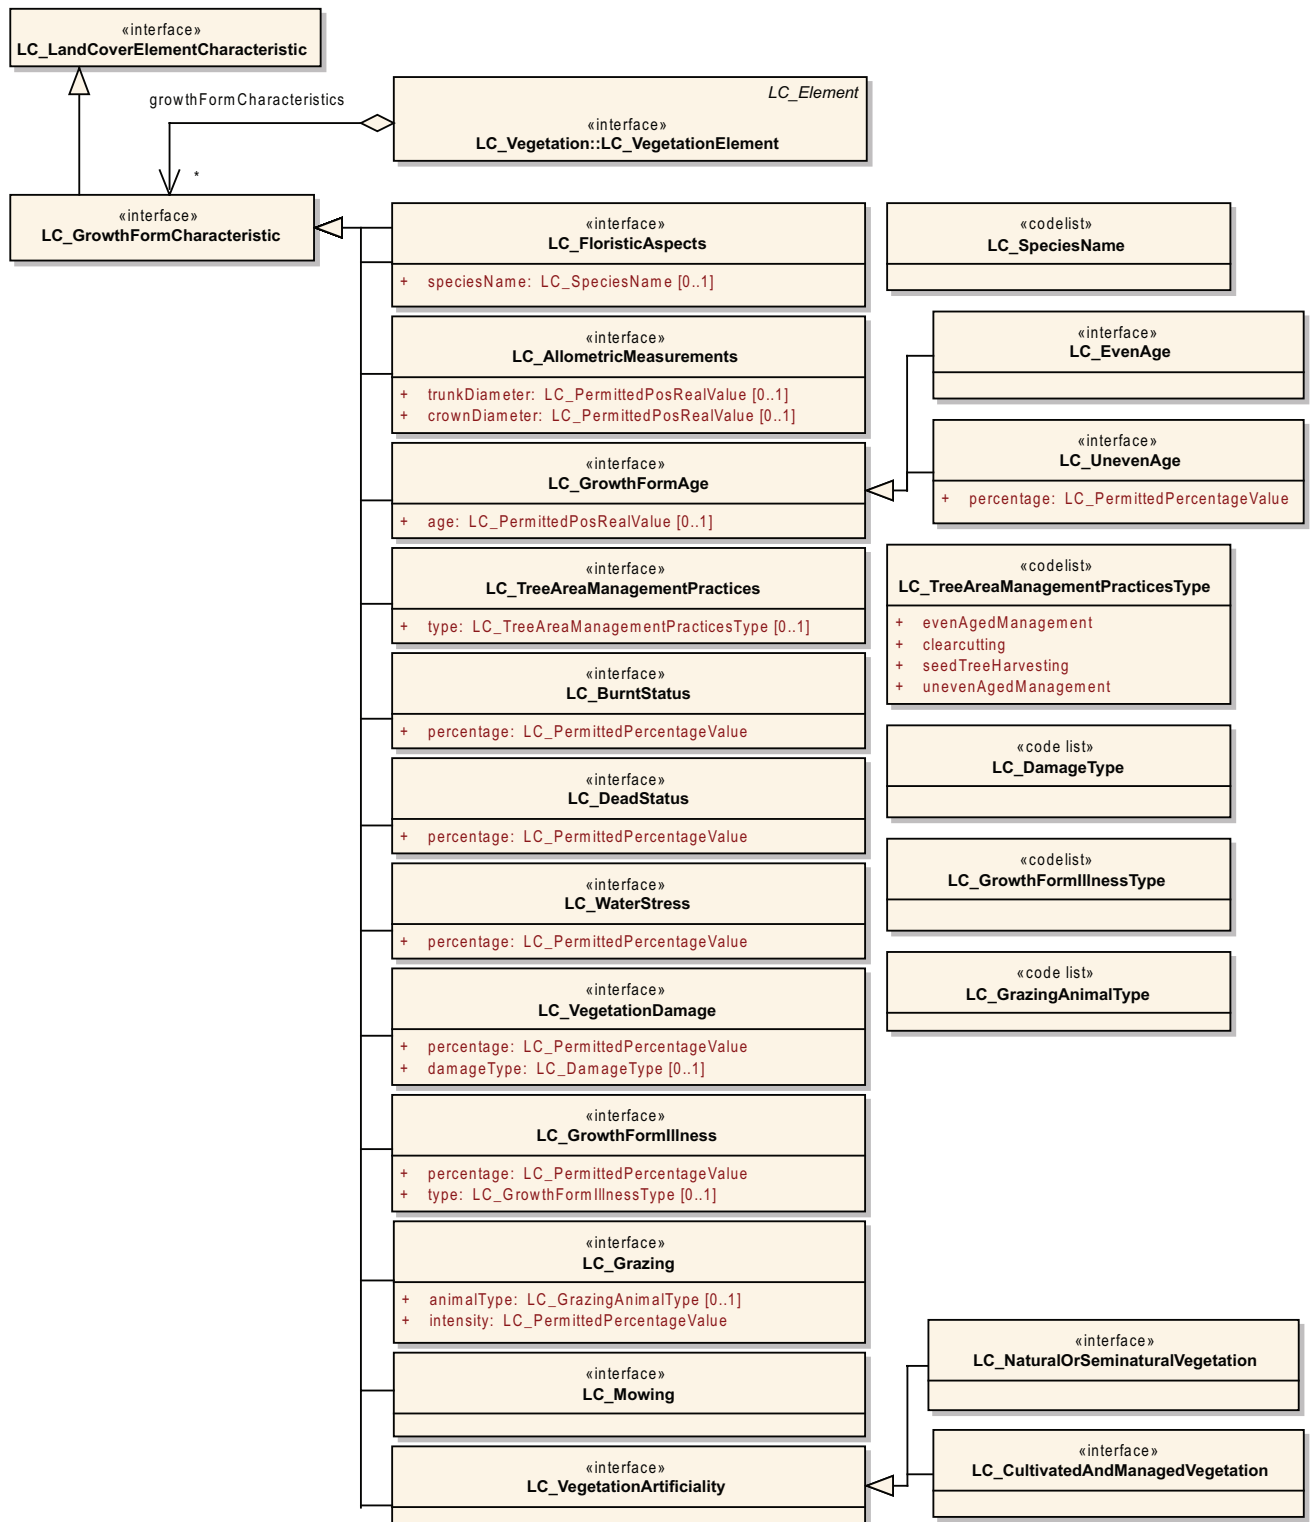 «interface»
LC_LandCoverElementCharacteristic
growthFormCharacteristics
LC_Element
«interface»
LC_Vegetation::LC_VegetationElement
*
«interface»
LC_GrowthFormCharacteristic
«interface»
LC_FloristicAspects
+ speciesName: LC_SpeciesName [0..1]
«codelist»
LC_SpeciesName
«interface»
LC_AllometricMeasurements
+ trunkDiameter: LC_PermittedPosRealValue [0..1]
+ crownDiameter: LC_PermittedPosRealValue [0..1]
«interface»
LC_EvenAge
«interface»
LC_UnevenAge
+ percentage: LC_PermittedPercentageValue
«interface»
LC_GrowthFormAge
+ age: LC_PermittedPosRealValue [0..1]
«interface»
LC_TreeAreaManagementPractices
+ type: LC_TreeAreaManagementPracticesType [0..1]
«codelist»
LC_TreeAreaManagementPracticesType
+ evenAgedManagement
+ clearcutting
+ seedTreeHarvesting
+ unevenAgedManagement
«interface»
LC_BurntStatus
+ percentage: LC_PermittedPercentageValue
«code list»
LC_DamageType
«interface»
LC_DeadStatus
+ percentage: LC_PermittedPercentageValue
«codelist»
LC_GrowthFormIllnessType
«interface»
LC_WaterStress
+ percentage: LC_PermittedPercentageValue
«code list»
LC_GrazingAnimalType
«interface»
LC_VegetationDamage
+ percentage: LC_PermittedPercentageValue
+ damageType: LC_DamageType [0..1]
«interface»
LC_GrowthFormIllness
+ percentage: LC_PermittedPercentageValue
+ type: LC_GrowthFormIllnessType [0..1]
«interface»
LC_Grazing
+ animalType: LC_GrazingAnimalType [0..1]
+ intensity: LC_PermittedPercentageValue
«interface»
LC_Mowing
«interface»
LC_NaturalOrSeminaturalVegetation
«interface»
LC_VegetationArtificiality
«interface»
LC_CultivatedAndManagedVegetation